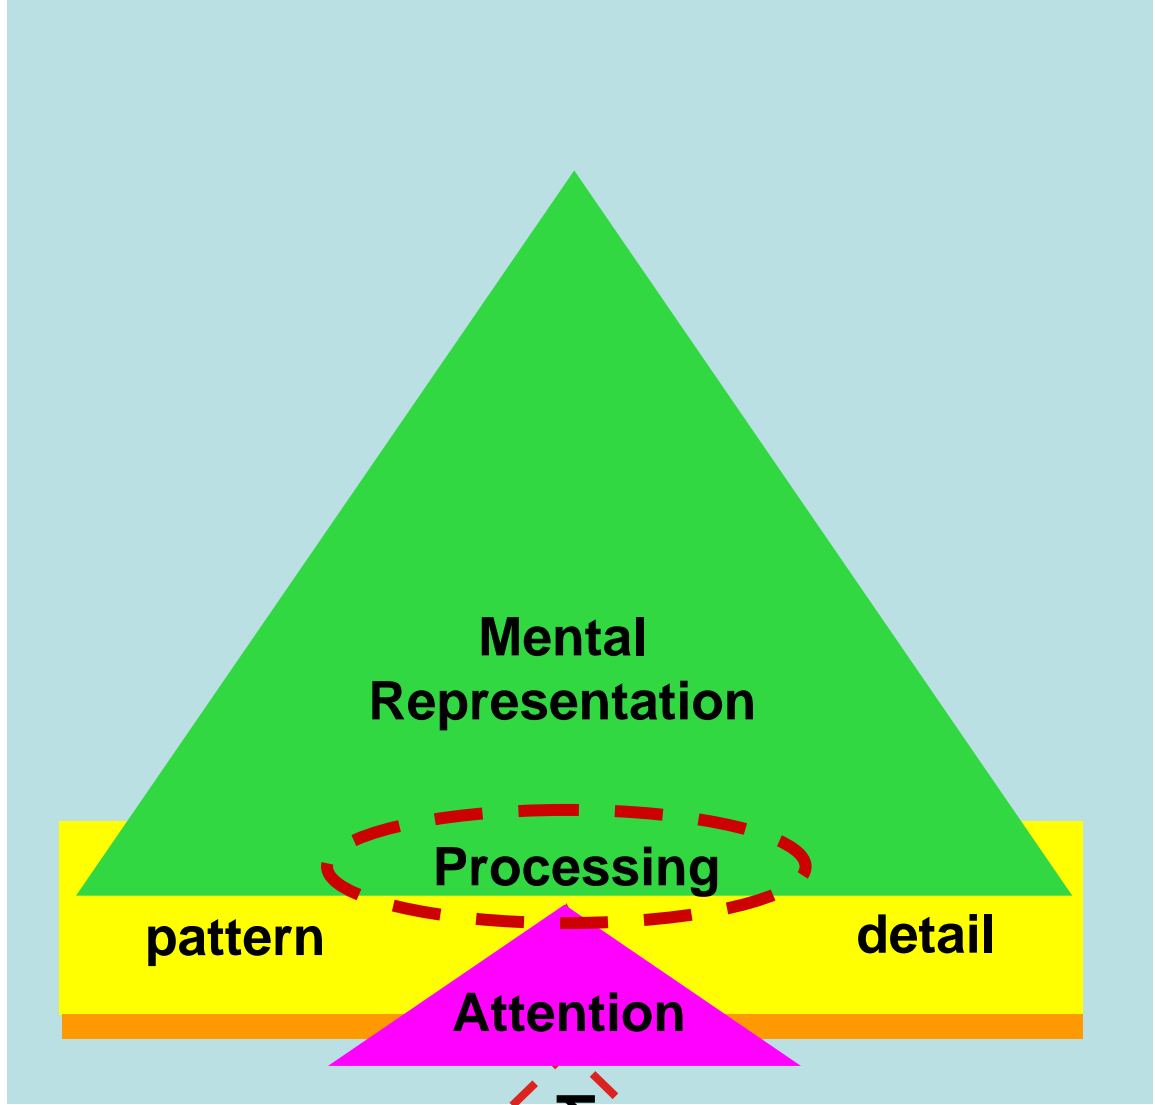 Mental
Representation
Processing
pattern
detail
Attention